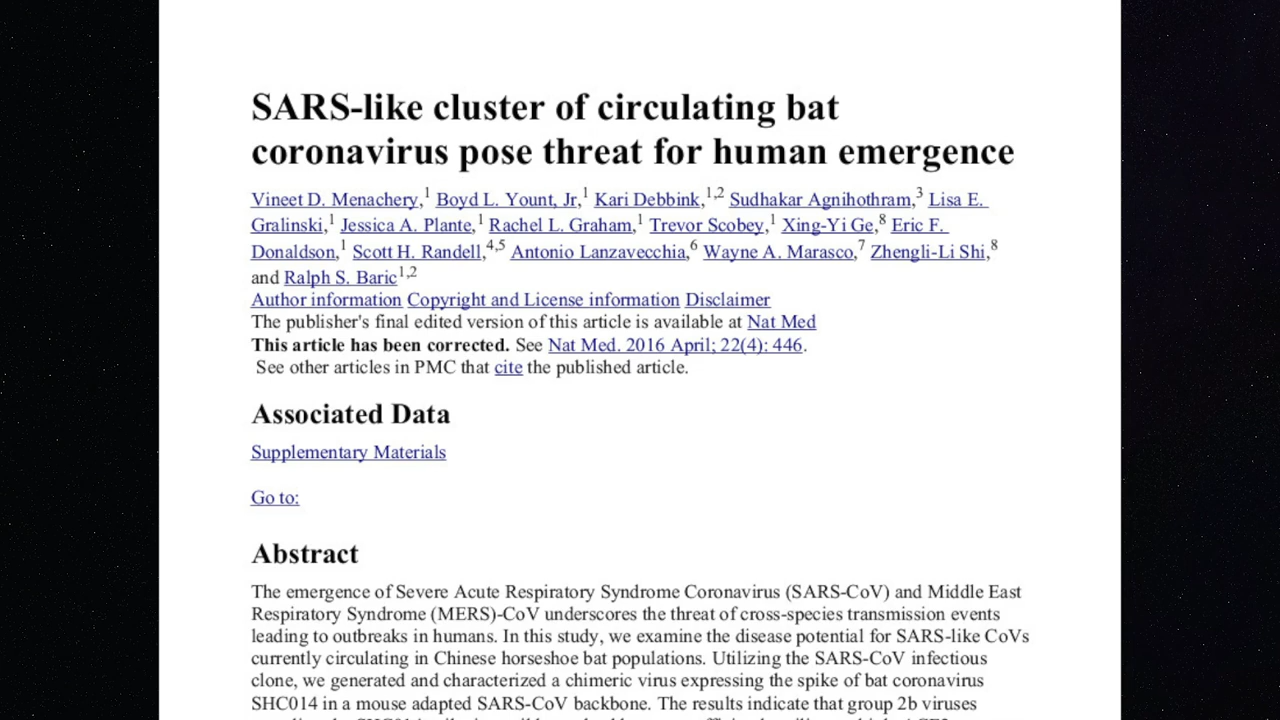 SARS-like cluster of circulating bat
coronavirus pose threat for human emergence
Vineet D. Menachery,1 Boyd L. Yount, Jr,1 Kari Debbink,1,2 Sudhakar Agnihothram,3 Lisa E.
Gralinski,1 Jessica A. Plante,1 Rachel L. Graham,1 Trevor Scobey,1 Xing-Yi Ge,8 Eric F.
Donaldson,1 Scott H. Randell,4,5 Antonio Lanzavecchia,6 Wayne A. Marasco,7 Zhengli-Li Shi,8
and Ralph S. Baric1,2
Author information Copyright and License information Disclaimer
The publisher's final edited version of this article is available at Nat Med
This article has been corrected. See Nat Med. 2016 April; 22(4): 446.
See other articles in PMC that cite the published article.
Associated Data
Supplementary Materials
Go to:
Abstract
The emergence of Severe Acute Respiratory Syndrome Coronavirus (SARS-CoV) and Middle East
Respiratory Syndrome (MERS)-CoV underscores the threat of cross-species transmission events
leading to outbreaks in humans. In this study, we examine the disease potential for SARS-like CoVs
currently circulating in Chinese horseshoe bat populations. Utilizing the SARS-CoV infectious
clone, we generated and characterized a chimeric virus expressing the spike of bat coronavirus
SHC014 in a mouse adapted SARS-CoV backbone. The results indicate that group 2b viruses